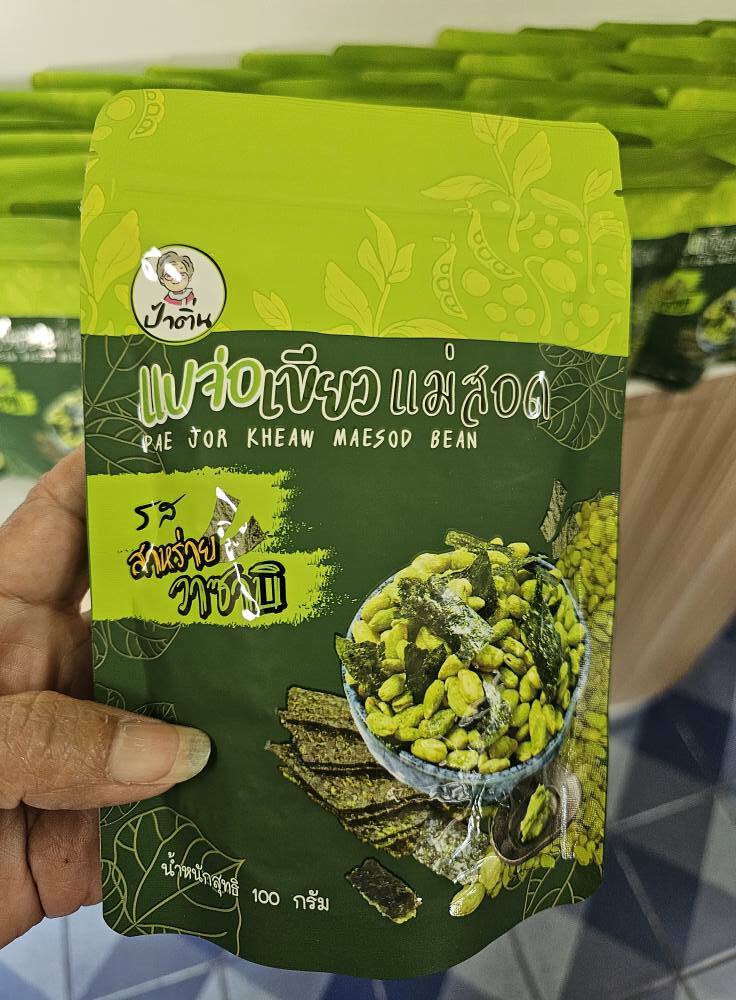 ป้าติ่น
แปจ่อเขียวแม่สอด
PAE JOR KHEAW MAESOD BEAN
รส
สาหร่าย
วาซาบิ
น้ำหนักสุทธิ 100 กรัม